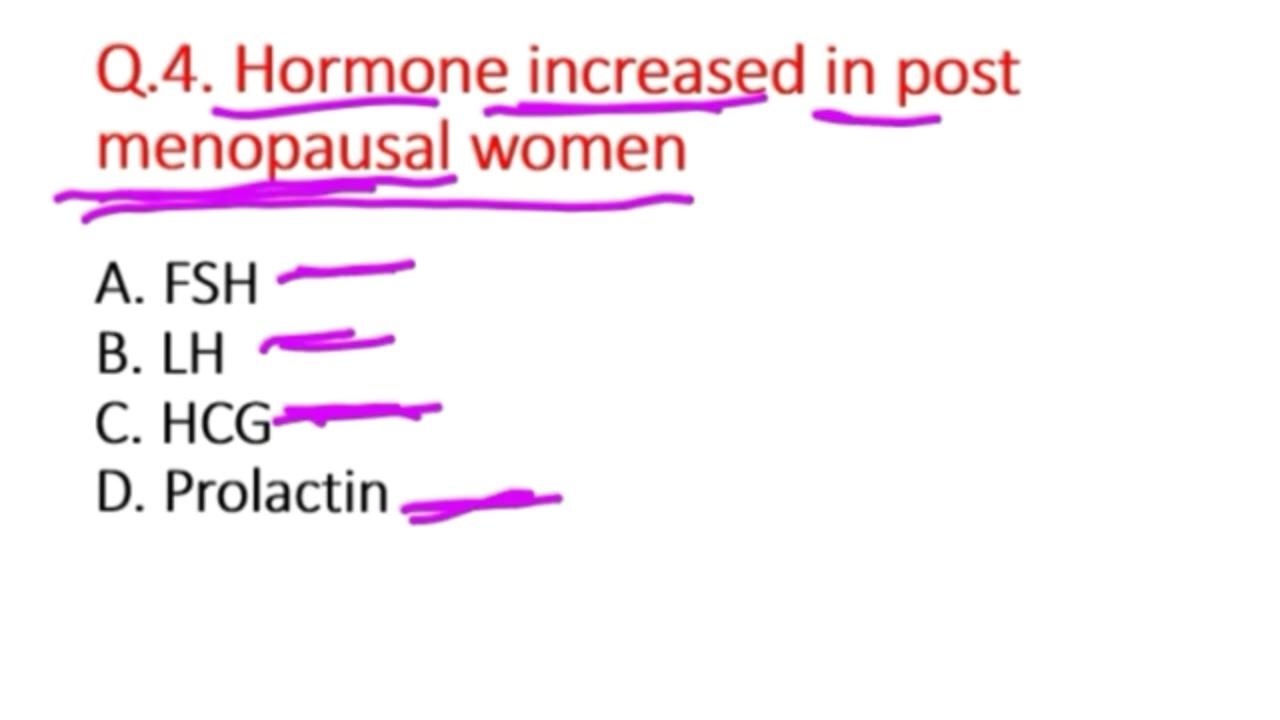 Q.4. Hormone increased in post
menopausal women
A. FSH
B. LH
C. HCG
D. Prolactin